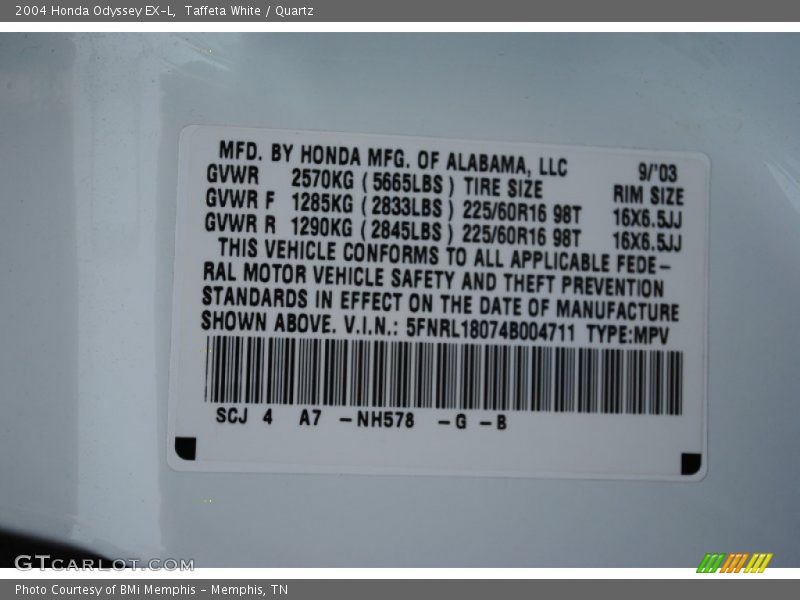 2004 Honda Odyssey EX-L, Taffeta White / Quartz
MFD. BY HONDA MFG. OF ALABAMA, LLC 9/'03
GVWR 2570KG ( 5665LBS ) TIRE SIZE RIM SIZE
GVWR F 1285KG ( 2833LBS ) 225/60R16 98T 16X6.5JJ
GVWR R 1290KG ( 2845LBS ) 225/60R16 98T 16X6.5JJ
THIS VEHICLE CONFORMS TO ALL APPLICABLE FEDE-
RAL MOTOR VEHICLE SAFETY AND THEFT PREVENTION
STANDARDS IN EFFECT ON THE DATE OF MANUFACTURE
SHOWN ABOVE. V.I.N.: 5FNRL18074B004711 TYPE:MPV
SCJ 4 A7 -NH578 -G -B
GTCARLOT.COM
Photo Courtesy of BMi Memphis - Memphis, TN